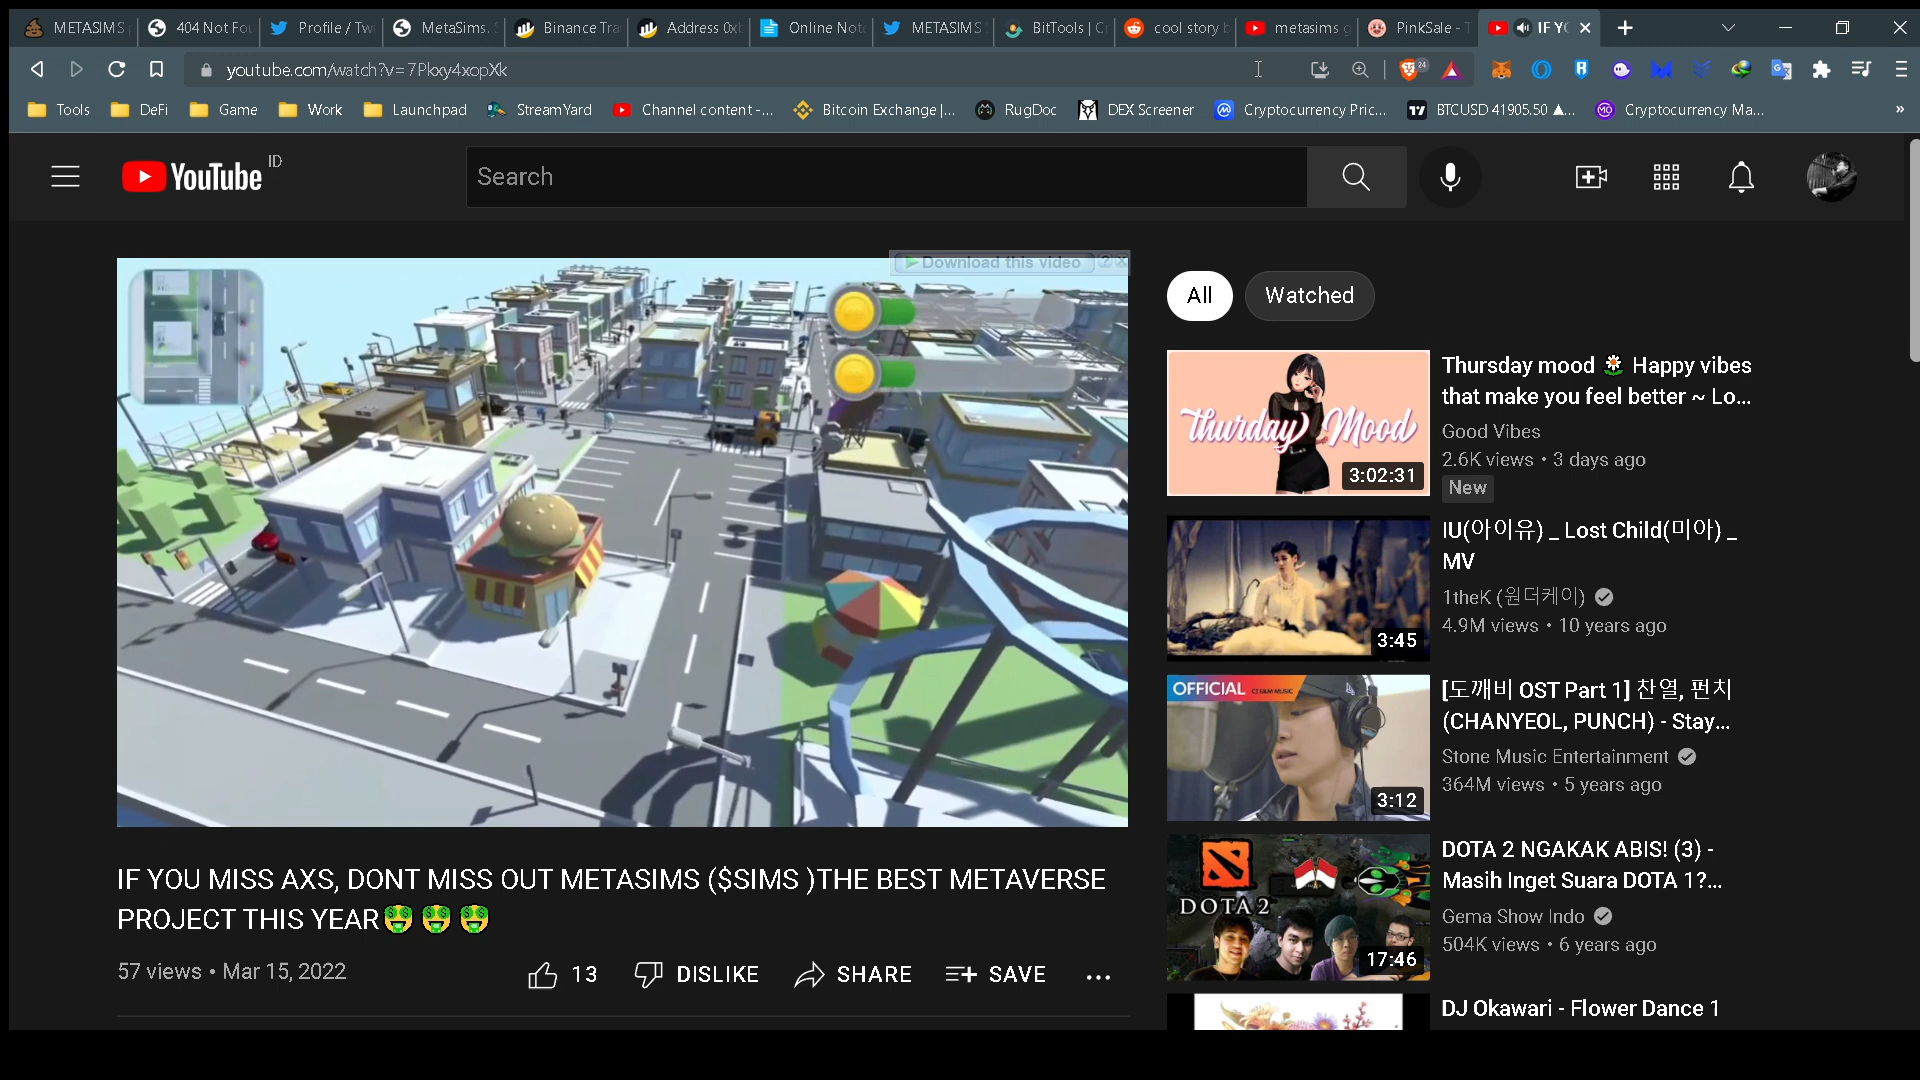 METASIMS
404 Not Fo
Profile / Tw
MetaSims.
Binance Tra
Address 0xb
Online Note
METASIMS
BitTools | C
cool story b
metasims g
PinkSale - T
IF Y
youtube.com/watch?v=7Pkxy4xopXk
24
Tools
DeFi
Game
Work
Launchpad
StreamYard
Channel content -...
Bitcoin Exchange |...
RugDoc
DEX Screener
Cryptocurrency Pric...
BTCUSD 41905.50 ▲...
Cryptocurrency Ma...
»
YouTube ID
Search
Download this video ? x
All
Watched
Thursday Mood
3:02:31
Thursday mood 🌼 Happy vibes
that make you feel better ~ Lo...
Good Vibes
2.6K views • 3 days ago
New
3:45
IU(아이유) _ Lost Child(미아) _
MV
1theK (원더케이)
4.9M views • 10 years ago
OFFICIAL CJ E&M MUSIC
3:12
[도깨비 OST Part 1] 찬열, 펀치
(CHANYEOL, PUNCH) - Stay...
Stone Music Entertainment
364M views • 5 years ago
DOTA 2
17:46
DOTA 2 NGAKAK ABIS! (3) -
Masih Inget Suara DOTA 1?...
Gema Show Indo
504K views • 6 years ago
DJ Okawari - Flower Dance 1
IF YOU MISS AXS, DONT MISS OUT METASIMS ($SIMS )THE BEST METAVERSE
PROJECT THIS YEAR🤑🤑🤑
57 views • Mar 15, 2022
13
DISLIKE
SHARE
SAVE